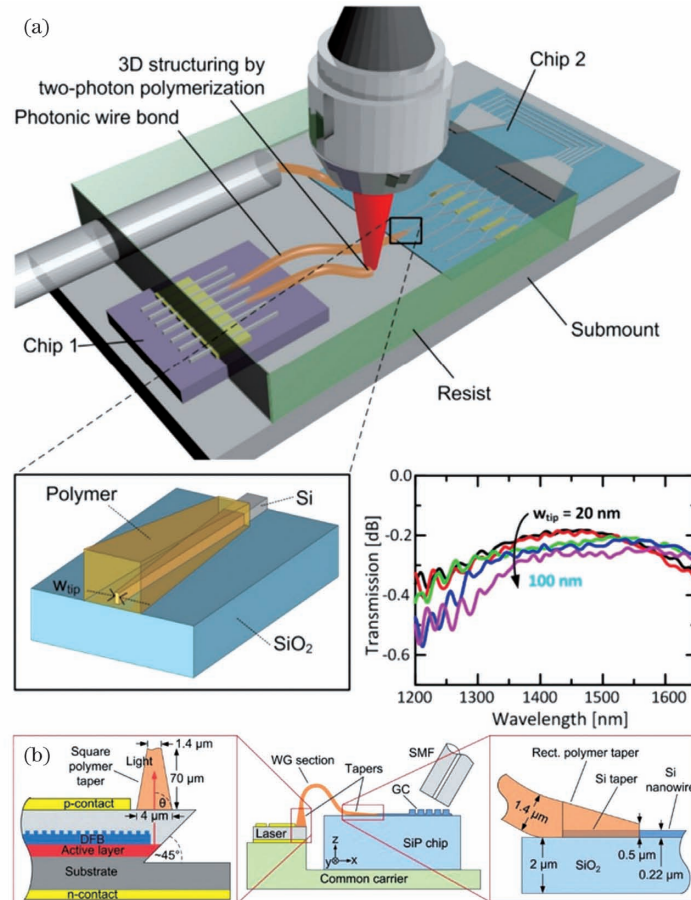 (a)
3D structuring by
two-photon polymerization
Photonic wire bond
Chip 2
Chip 1
Submount
Resist
Polymer
Si
wtip
SiO2
Transmission [dB]
0.0
-0.2
-0.4
-0.6
wtip = 20 nm
100 nm
1200 1300 1400 1500 1600
Wavelength [nm]
(b)
Square
polymer
taper
Light
1.4 µm
70 µm
θ
4 µm
p-contact
DFB
Active layer
~45°
Substrate
n-contact
WG section
Tapers
SMF
GC
Laser
SiP chip
z
y
x
Common carrier
Rect. polymer taper
Si taper
Si
nanowire
1.4 µm
2 µm
SiO2
0.5 µm
0.22 µm